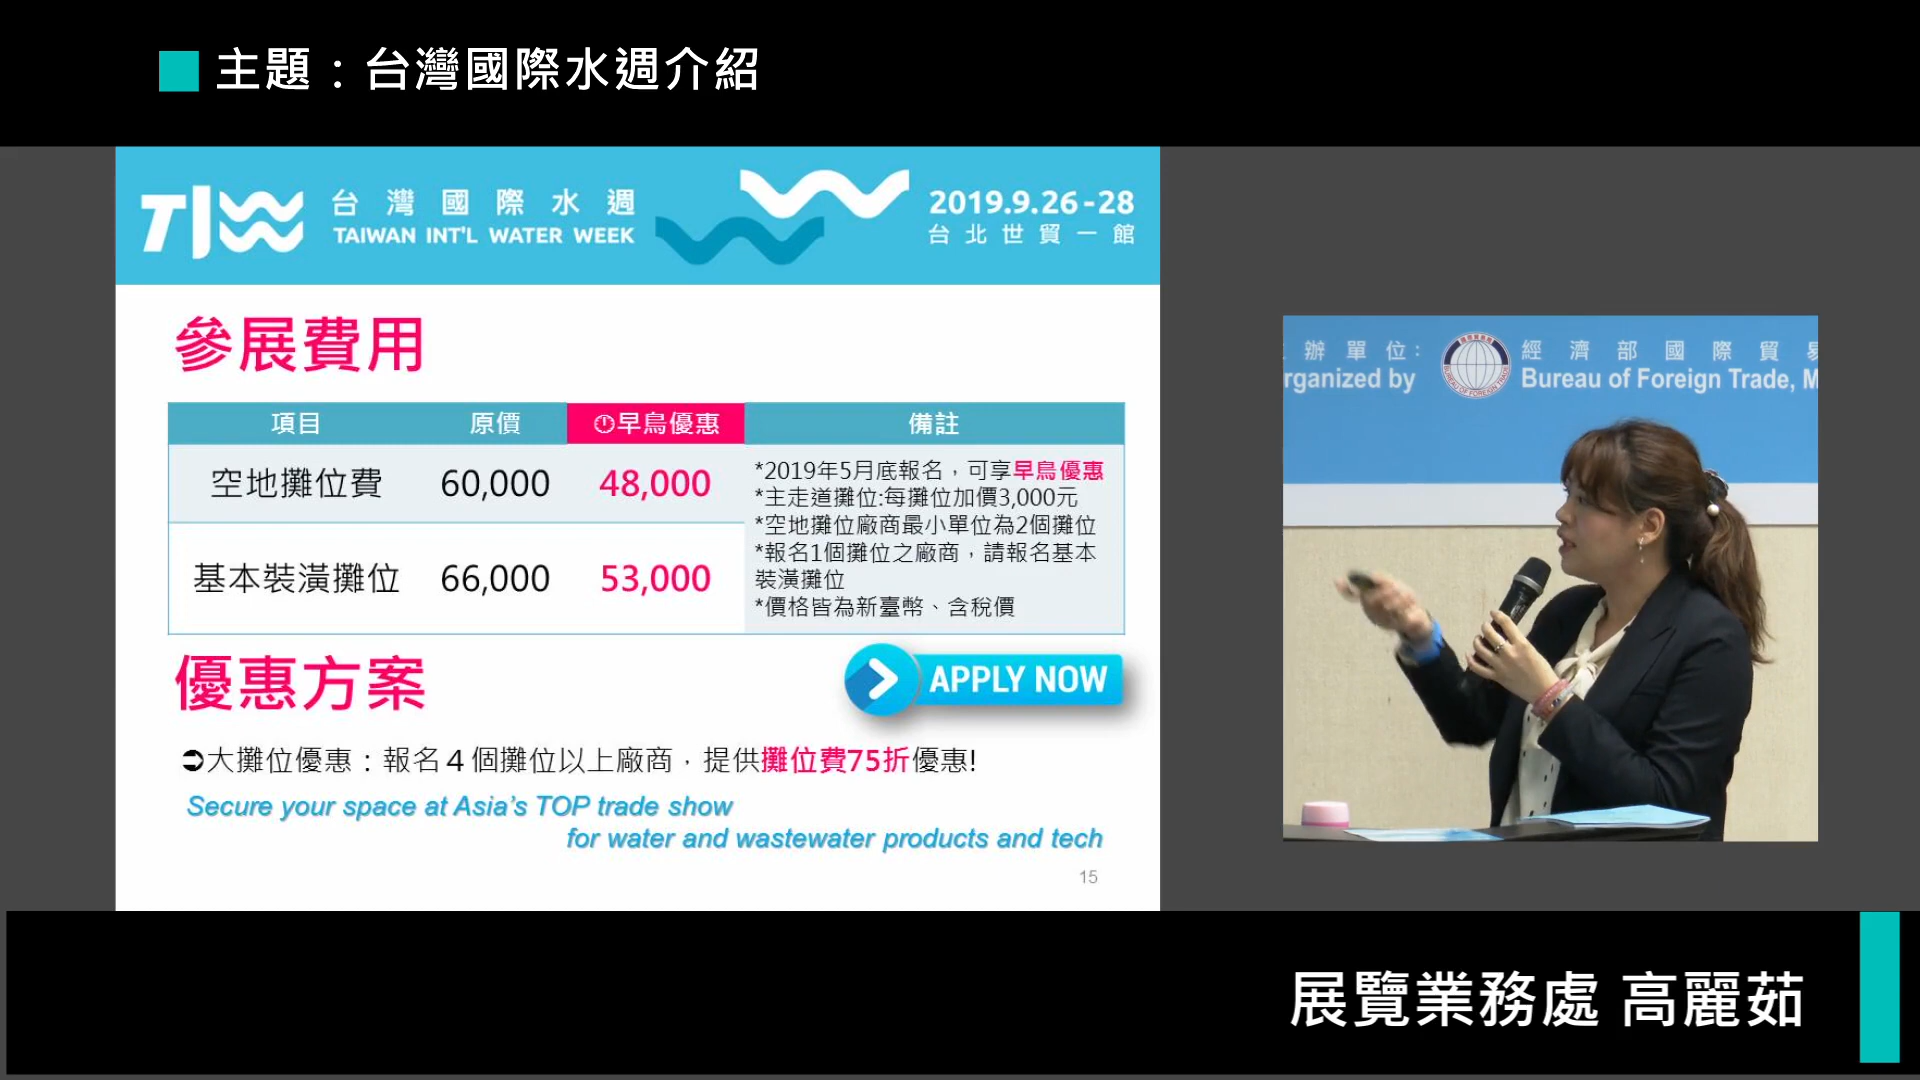 主題：台灣國際水週介紹
TIWW
台灣國際水週
TAIWAN INT'L WATER WEEK
2019.9.26-28
台北世貿一館
參展費用
項目 原價 早鳥優惠 備註
空地攤位費 60,000 48,000
基本裝潢攤位 66,000 53,000
*2019年5月底報名，可享早鳥優惠
*主走道攤位:每攤位加價3,000元
*空地攤位廠商最小單位為2個攤位
*報名1個攤位之廠商，請報名基本
裝潢攤位
*價格皆為新臺幣、含稅價
優惠方案
APPLY NOW
➲大攤位優惠：報名４個攤位以上廠商，提供攤位費75折優惠!
Secure your space at Asia's TOP trade show
for water and wastewater products and tech
15
辦單位：
rganized by
經濟部國際貿
Bureau of Foreign Trade, M
展覽業務處 高麗茹